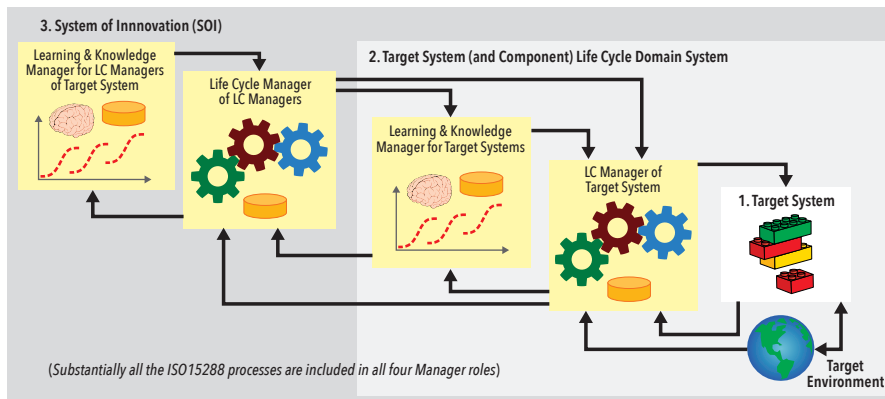 3. System of Innnovation (SOI)
Learning & Knowledge
Manager for LC Managers
of Target System
2. Target System (and Component) Life Cycle Domain System
Life Cycle Manager
of LC Managers
Learning & Knowledge
Manager for Target Systems
LC Manager of
Target System
1. Target System
(Substantially all the ISO15288 processes are included in all four Manager roles)
Target
Environment